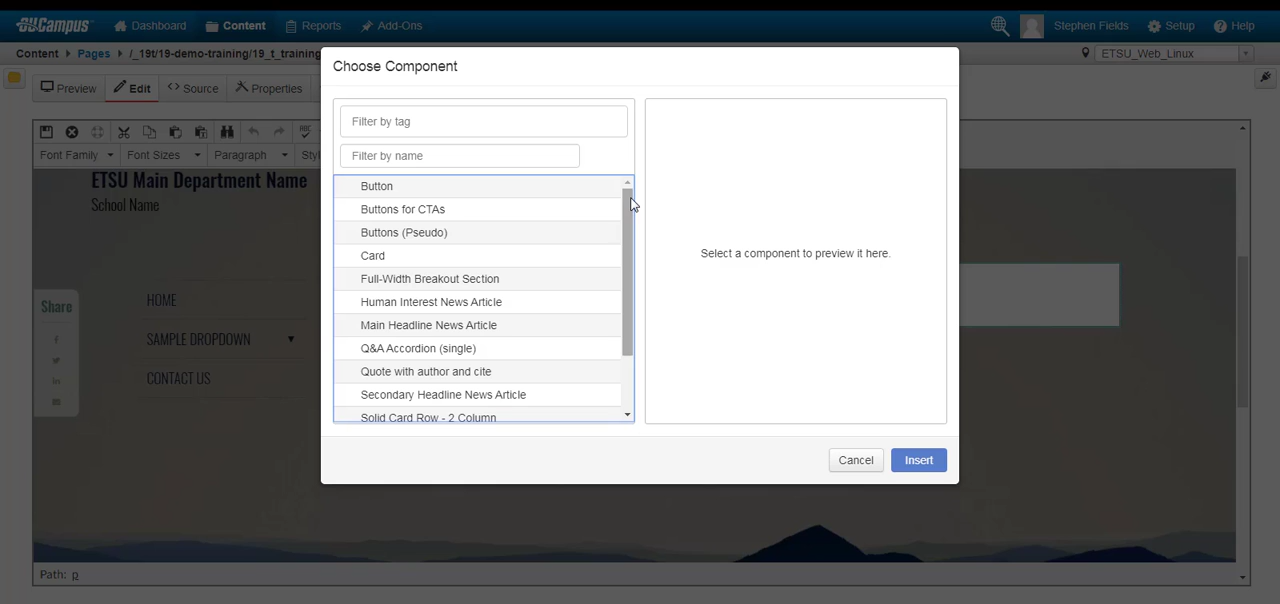 OUCampus
Dashboard
Content
Reports
Add-Ons
Stephen Fields
Setup
Help
Content
Pages
/_19t/19-demo-training/19_t_training
ETSU_Web_Linux
Preview
Edit
Source
Properties
Font Family
Font Sizes
Paragraph
Styl
ETSU Main Department Name
School Name
Share
HOME
SAMPLE DROPDOWN
CONTACT US
Choose Component
Filter by tag
Filter by name
Button
Buttons for CTAs
Buttons (Pseudo)
Card
Full-Width Breakout Section
Human Interest News Article
Main Headline News Article
Q&A Accordion (single)
Quote with author and cite
Secondary Headline News Article
Solid Card Row - 2 Column
Select a component to preview it here.
Cancel
Insert
Path: p